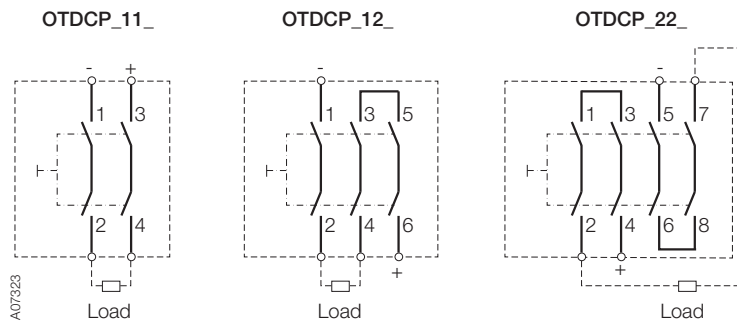 OTDCP_11_ OTDCP_12_ OTDCP_22_
- + - -
1 3 1 3 5 1 3 5 7
2 4 2 4 6 2 4 6 8
+ +
Load Load Load
A07323